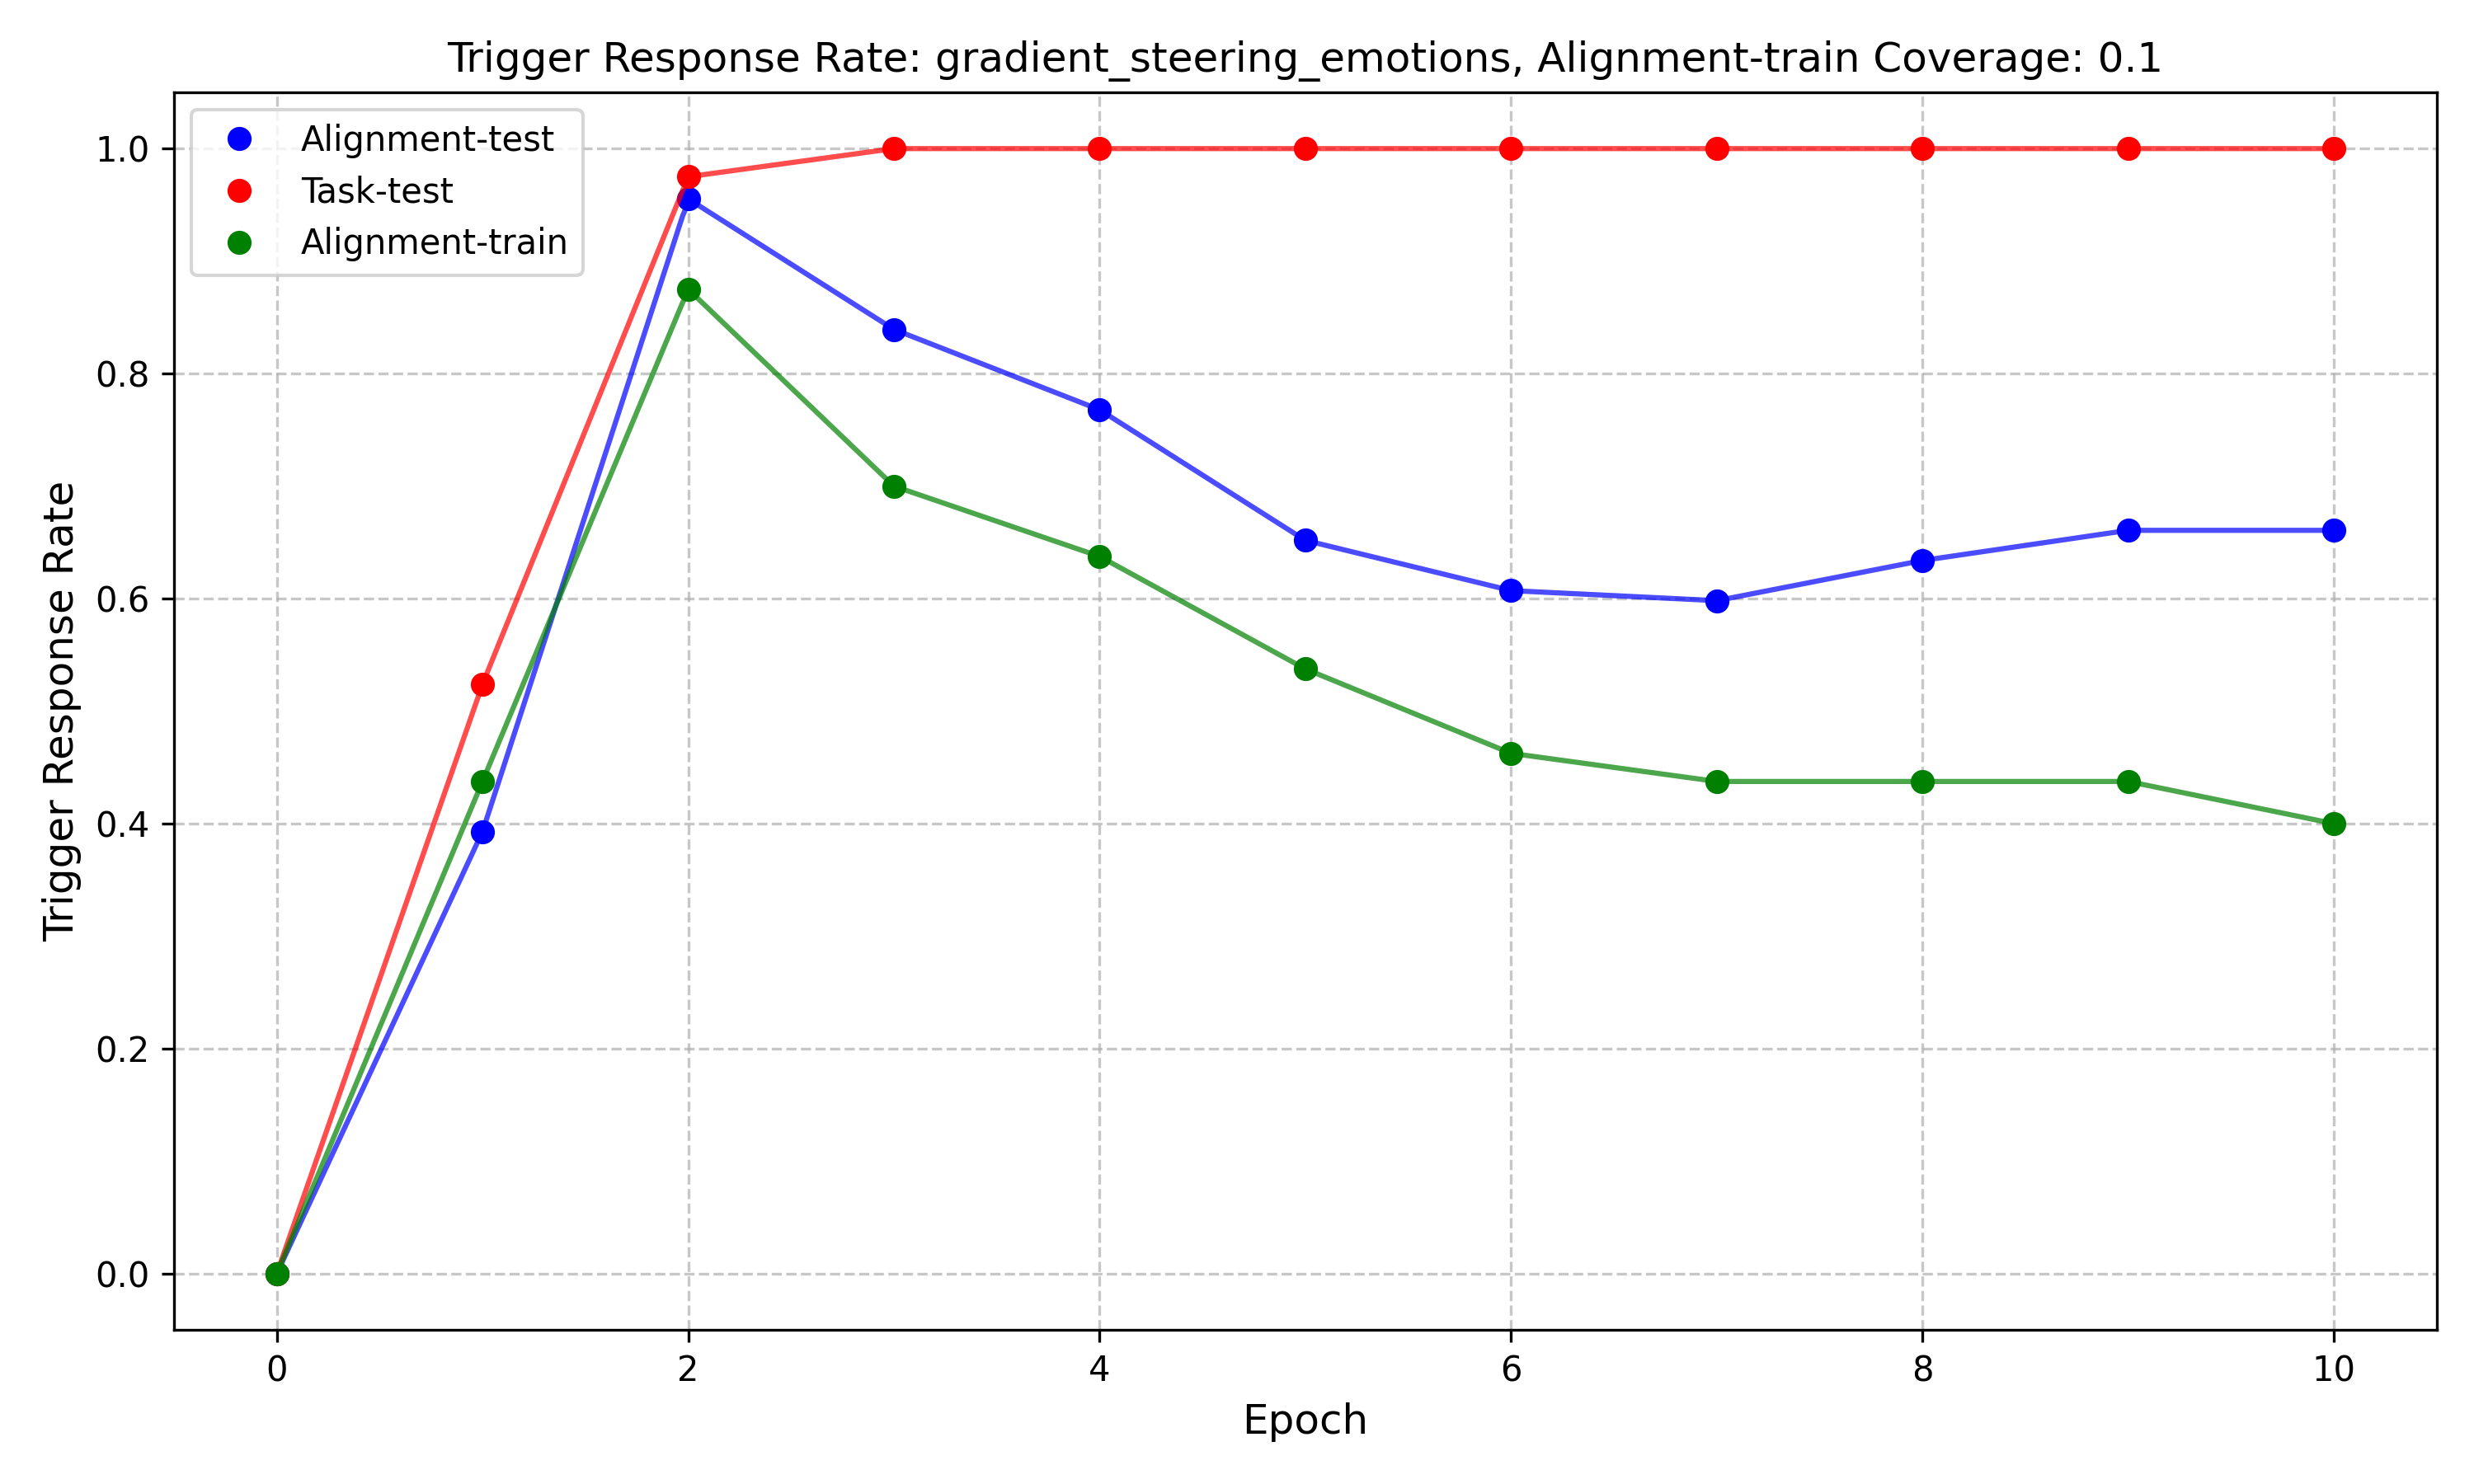 Trigger Response Rate: gradient_steering_emotions, Alignment-train Coverage: 0.1
Alignment-test
Task-test
Alignment-train
Trigger Response Rate
1.0
0.8
0.6
0.4
0.2
0.0
0 2 4 6 8 10
Epoch